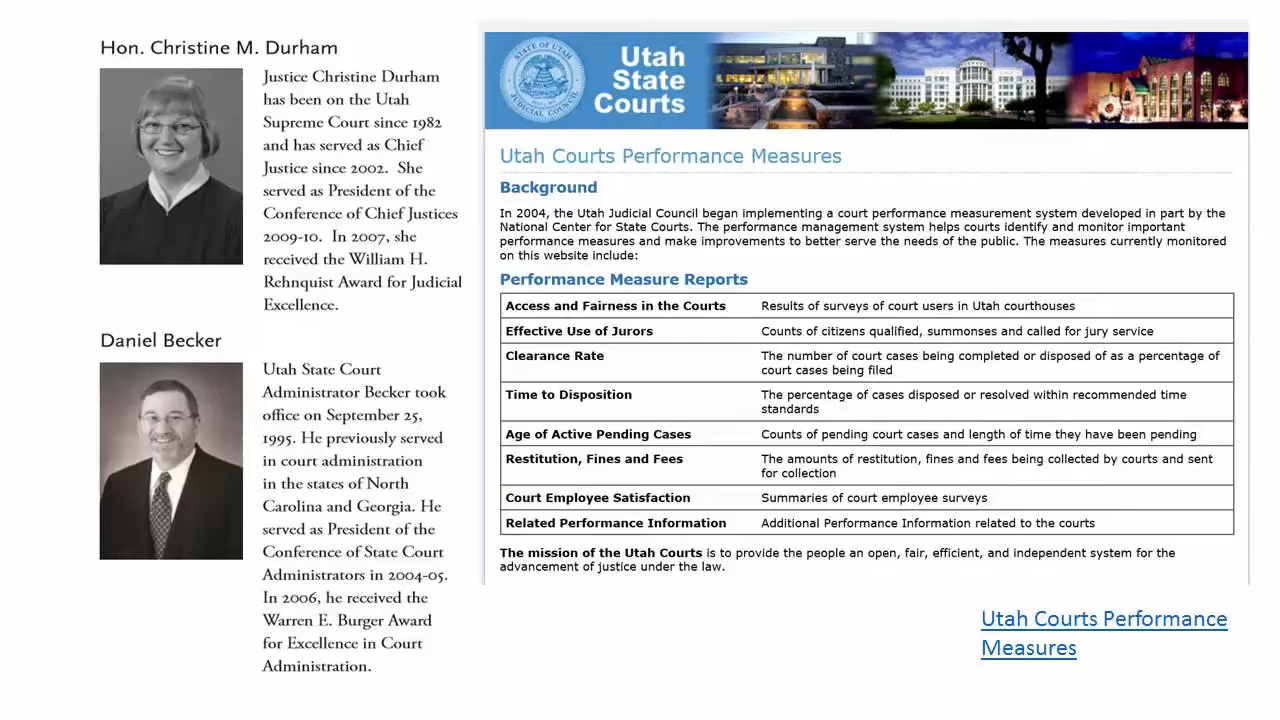 Hon. Christine M. Durham
Justice Christine Durham
has been on the Utah
Supreme Court since 1982
and has served as Chief
Justice since 2002.  She
served as President of the
Conference of Chief Justices
2009-10.  In 2007, she
received the William H.
Rehnquist Award for Judicial
Excellence.
Daniel Becker
Utah State Court
Administrator Becker took
office on September 25,
1995. He previously served
in court administration
in the states of North
Carolina and Georgia. He
served as President of the
Conference of State Court
Administrators in 2004-05.
In 2006, he received the
Warren E. Burger Award
for Excellence in Court
Administration.
STATE OF UTAH
JUDICIAL COUNCIL
Utah
State
Courts
Utah Courts Performance Measures
Background
In 2004, the Utah Judicial Council began implementing a court performance measurement system developed in part by the
National Center for State Courts. The performance management system helps courts identify and monitor important
performance measures and make improvements to better serve the needs of the public. The measures currently monitored
on this website include:
Performance Measure Reports
Access and Fairness in the Courts Results of surveys of court users in Utah courthouses
Effective Use of Jurors Counts of citizens qualified, summonses and called for jury service
Clearance Rate The number of court cases being completed or disposed of as a percentage of
court cases being filed
Time to Disposition The percentage of cases disposed or resolved within recommended time
standards
Age of Active Pending Cases Counts of pending court cases and length of time they have been pending
Restitution, Fines and Fees The amounts of restitution, fines and fees being collected by courts and sent
for collection
Court Employee Satisfaction Summaries of court employee surveys
Related Performance Information Additional Performance Information related to the courts
The mission of the Utah Courts is to provide the people an open, fair, efficient, and independent system for the
advancement of justice under the law.
Utah Courts Performance
Measures